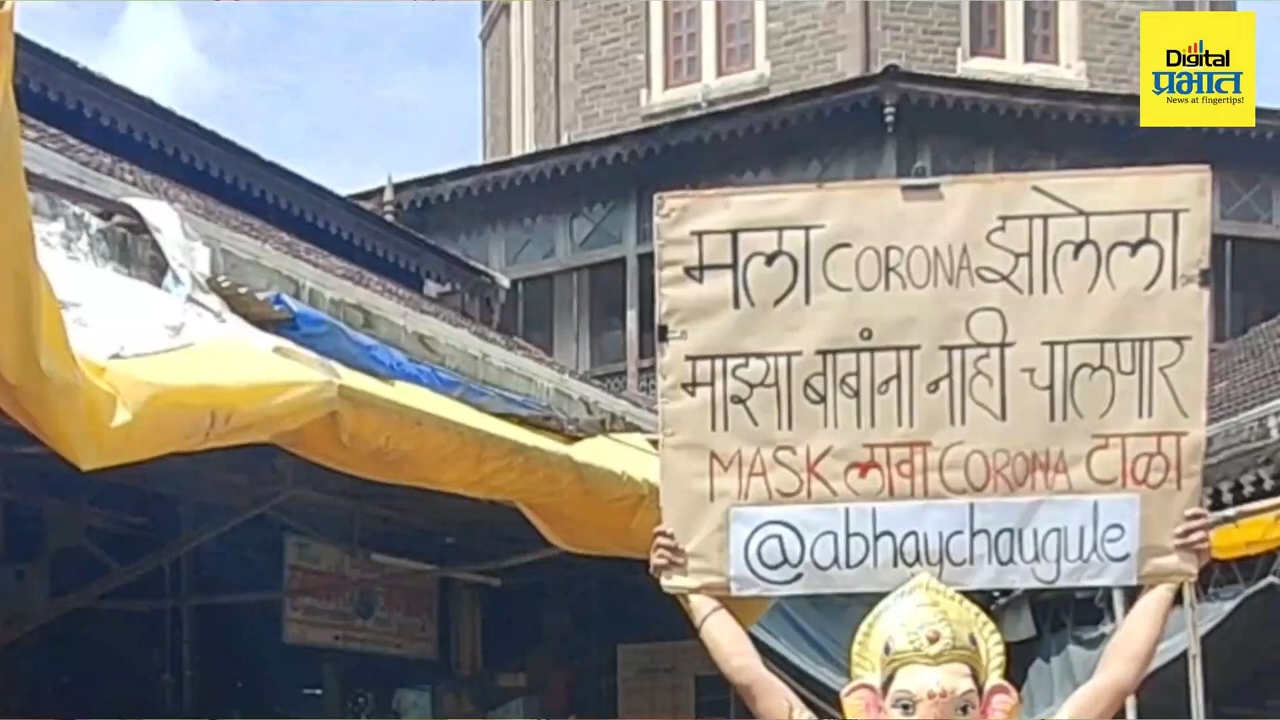 Digital
प्रभात
News at fingertips!
मला CORONA झालेला
माझ्या बाबांना नाही चालणार
MASK लावा CORONA टाळा
@abhaychaugule